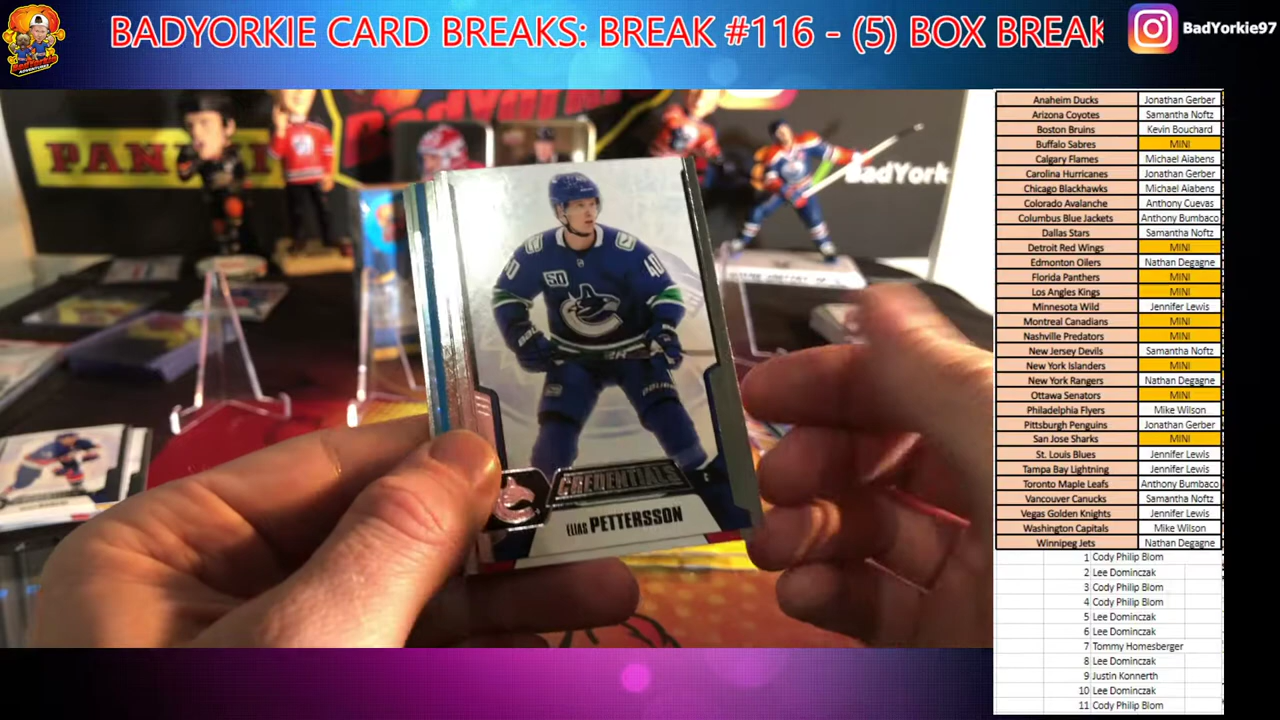 BADYORKIE CARD BREAKS: BREAK #116 - (5) BOX BREAK
BadYorkie97
PANINI
BadYork
50
40
CREDENTIALS
ELIAS PETTERSSON
Anaheim Ducks Jonathan Gerber
Arizona Coyotes Samantha Noftz
Boston Bruins Kevin Bouchard
Buffalo Sabres MINI
Calgary Flames Michael Aiabens
Carolina Hurricanes Jonathan Gerber
Chicago Blackhawks Michael Aiabens
Colorado Avalanche Anthony Cuevas
Columbus Blue Jackets Anthony Bumbaco
Dallas Stars Samantha Noftz
Detroit Red Wings MINI
Edmonton Oilers Nathan Degagne
Florida Panthers MINI
Los Angles Kings MINI
Minnesota Wild Jennifer Lewis
Montreal Canadians MINI
Nashville Predators MINI
New Jersey Devils Samantha Noftz
New York Islanders MINI
New York Rangers Nathan Degagne
Ottawa Senators MINI
Philadelphia Flyers Mike Wilson
Pittsburgh Penguins Jonathan Gerber
San Jose Sharks MINI
St. Louis Blues Jennifer Lewis
Tampa Bay Lightning Jennifer Lewis
Toronto Maple Leafs Anthony Bumbaco
Vancouver Canucks Samantha Noftz
Vegas Golden Knights Jennifer Lewis
Washington Capitals Mike Wilson
Winnipeg Jets Nathan Degagne
1 Cody Philip Blom
2 Lee Dominczak
3 Cody Philip Blom
4 Cody Philip Blom
5 Lee Dominczak
6 Lee Dominczak
7 Tommy Homesberger
8 Lee Dominczak
9 Justin Konnerth
10 Lee Dominczak
11 Cody Philip Blom